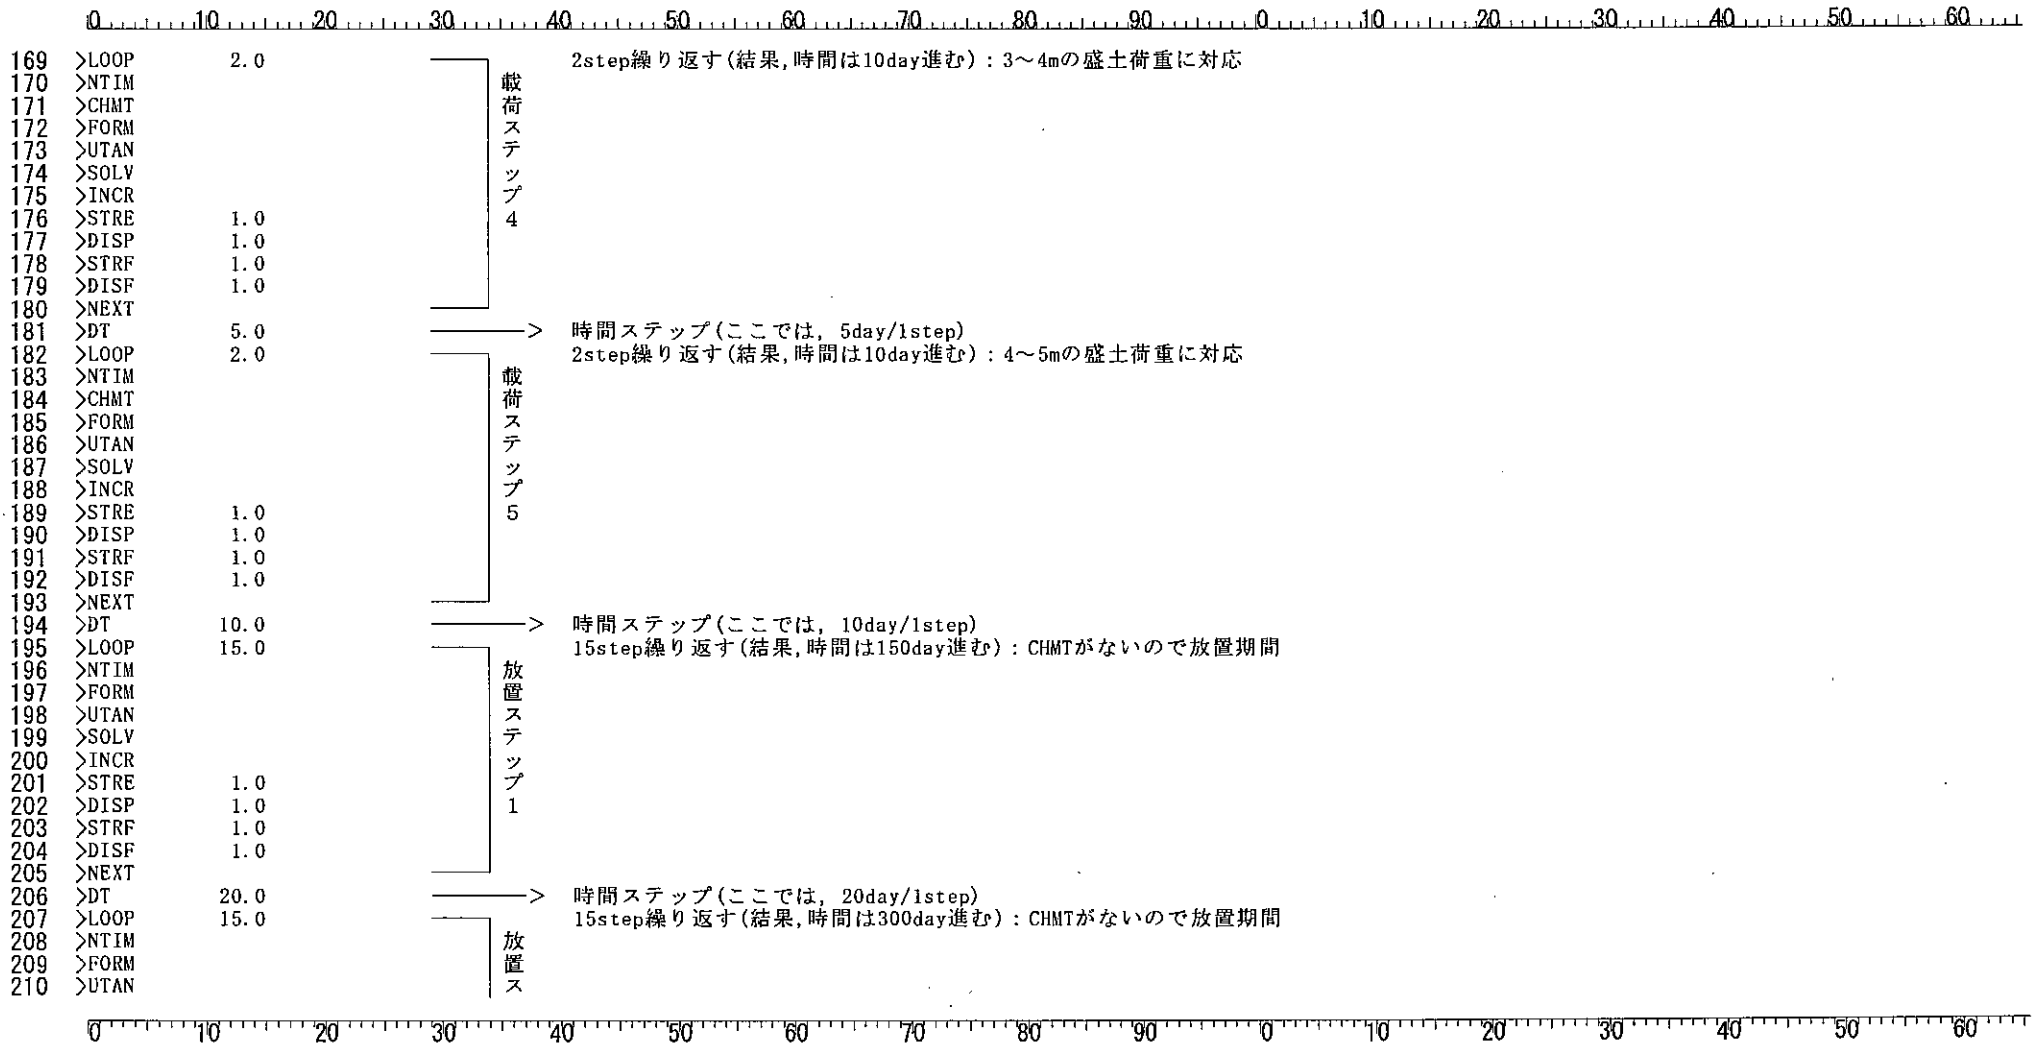 0 10 20 30 40 50 60 70 80 90 0 10 20 30 40 50 60
169 >LOOP 2.0 2step繰り返す(結果,時間は10day進む) : 3〜4mの盛土荷重に対応
170 >NTIM 載
171 >CHMT 荷
172 >FORM ス
173 >UTAN テ
174 >SOLV ッ
175 >INCR プ
176 >STRE 1.0 4
177 >DISP 1.0
178 >STRF 1.0
179 >DISF 1.0
180 >NEXT
181 >DT 5.0 ―――> 時間ステップ(ここでは, 5day/1step)
182 >LOOP 2.0 2step繰り返す(結果,時間は10day進む) : 4〜5mの盛土荷重に対応
183 >NTIM 載
184 >CHMT 荷
185 >FORM ス
186 >UTAN テ
187 >SOLV ッ
188 >INCR プ
189 >STRE 1.0 5
190 >DISP 1.0
191 >STRF 1.0
192 >DISF 1.0
193 >NEXT
194 >DT 10.0 ―――> 時間ステップ(ここでは, 10day/1step)
195 >LOOP 15.0 15step繰り返す(結果,時間は150day進む) : CHMTがないので放置期間
196 >NTIM 放
197 >FORM 置
198 >UTAN ス
199 >SOLV テ
200 >INCR ッ
201 >STRE 1.0 プ
202 >DISP 1.0 1
203 >STRF 1.0
204 >DISF 1.0
205 >NEXT
206 >DT 20.0 ―――> 時間ステップ(ここでは, 20day/1step)
207 >LOOP 15.0 15step繰り返す(結果,時間は300day進む) : CHMTがないので放置期間
208 >NTIM 放
209 >FORM 置
210 >UTAN ス
0 10 20 30 40 50 60 70 80 90 0 10 20 30 40 50 60